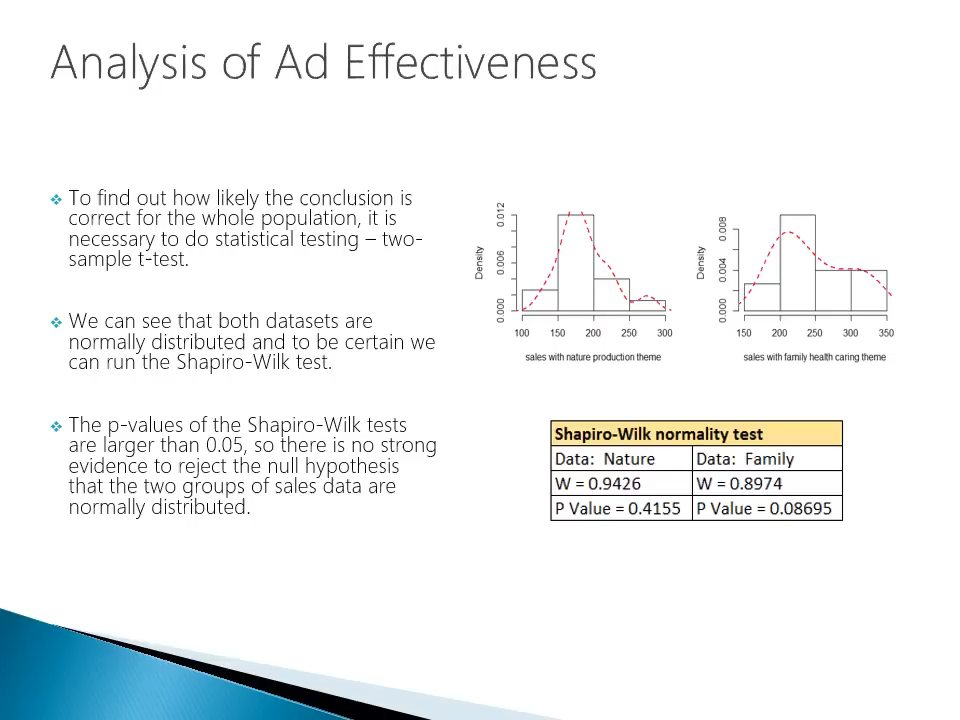 Analysis of Ad Effectiveness
❖ To find out how likely the conclusion is
correct for the whole population, it is
necessary to do statistical testing – two-
sample t-test.
❖ We can see that both datasets are
normally distributed and to be certain we
can run the Shapiro-Wilk test.
❖ The p-values of the Shapiro-Wilk tests
are larger than 0.05, so there is no strong
evidence to reject the null hypothesis
that the two groups of sales data are
normally distributed.
Density
0.012
0.006
0.000
100 150 200 250 300
sales with nature production theme
Density
0.008
0.004
0.000
150 200 250 300 350
sales with family health caring theme
Shapiro-Wilk normality test
Data: Nature Data: Family
W = 0.9426 W = 0.8974
P Value = 0.4155 P Value = 0.08695